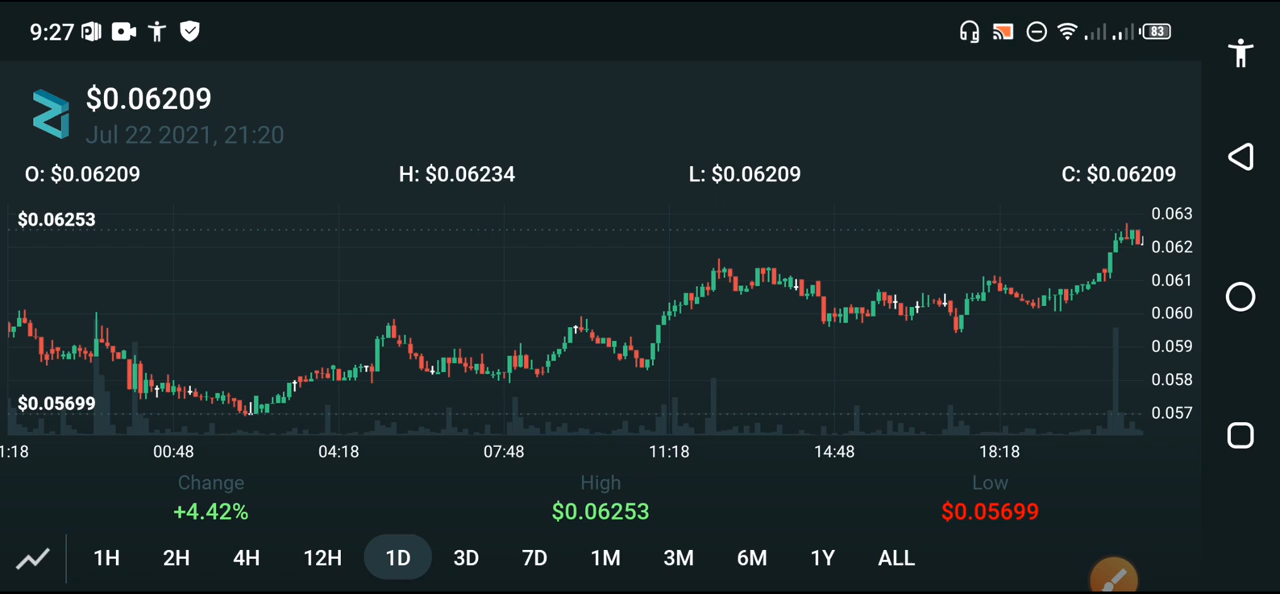 9:27
83
$0.06209
Jul 22 2021, 21:20
O: $0.06209 H: $0.06234 L: $0.06209 C: $0.06209
$0.06253
0.063
0.062
0.061
0.060
0.059
0.058
$0.05699
0.057
1:18 00:48 04:18 07:48 11:18 14:48 18:18
Change High Low
+4.42% $0.06253 $0.05699
1H 2H 4H 12H 1D 3D 7D 1M 3M 6M 1Y ALL